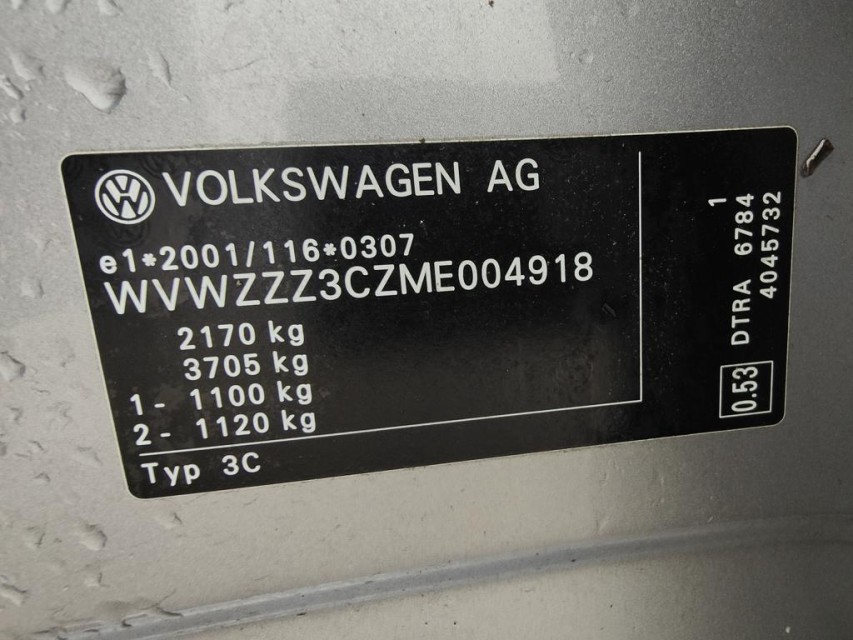 VOLKSWAGEN AG
e1*2001/116*0307
WVWZZZ3CZME004918
2170 kg
3705 kg
1- 1100 kg
2- 1120 kg
Typ 3C
1
0.53 DTRA 6784
4045732